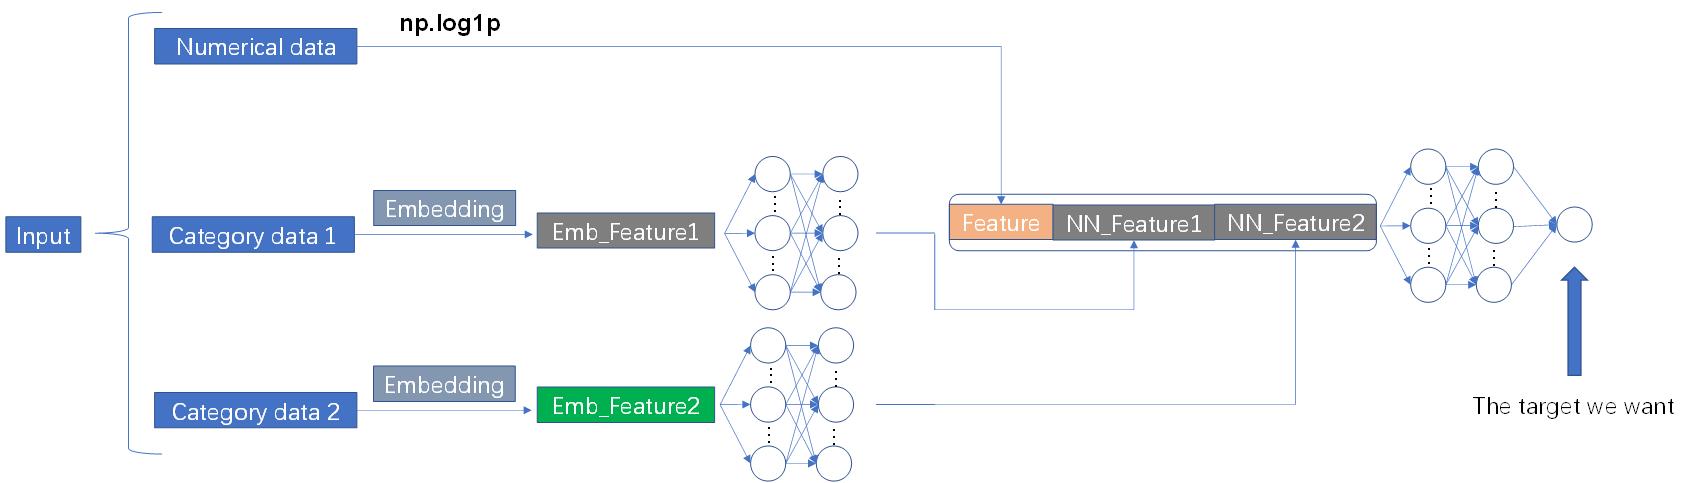 np.log1p
Numerical data
Input
Category data 1
Embedding
Emb_Feature1
Feature
NN_Feature1
NN_Feature2
Category data 2
Embedding
Emb_Feature2
The target we want